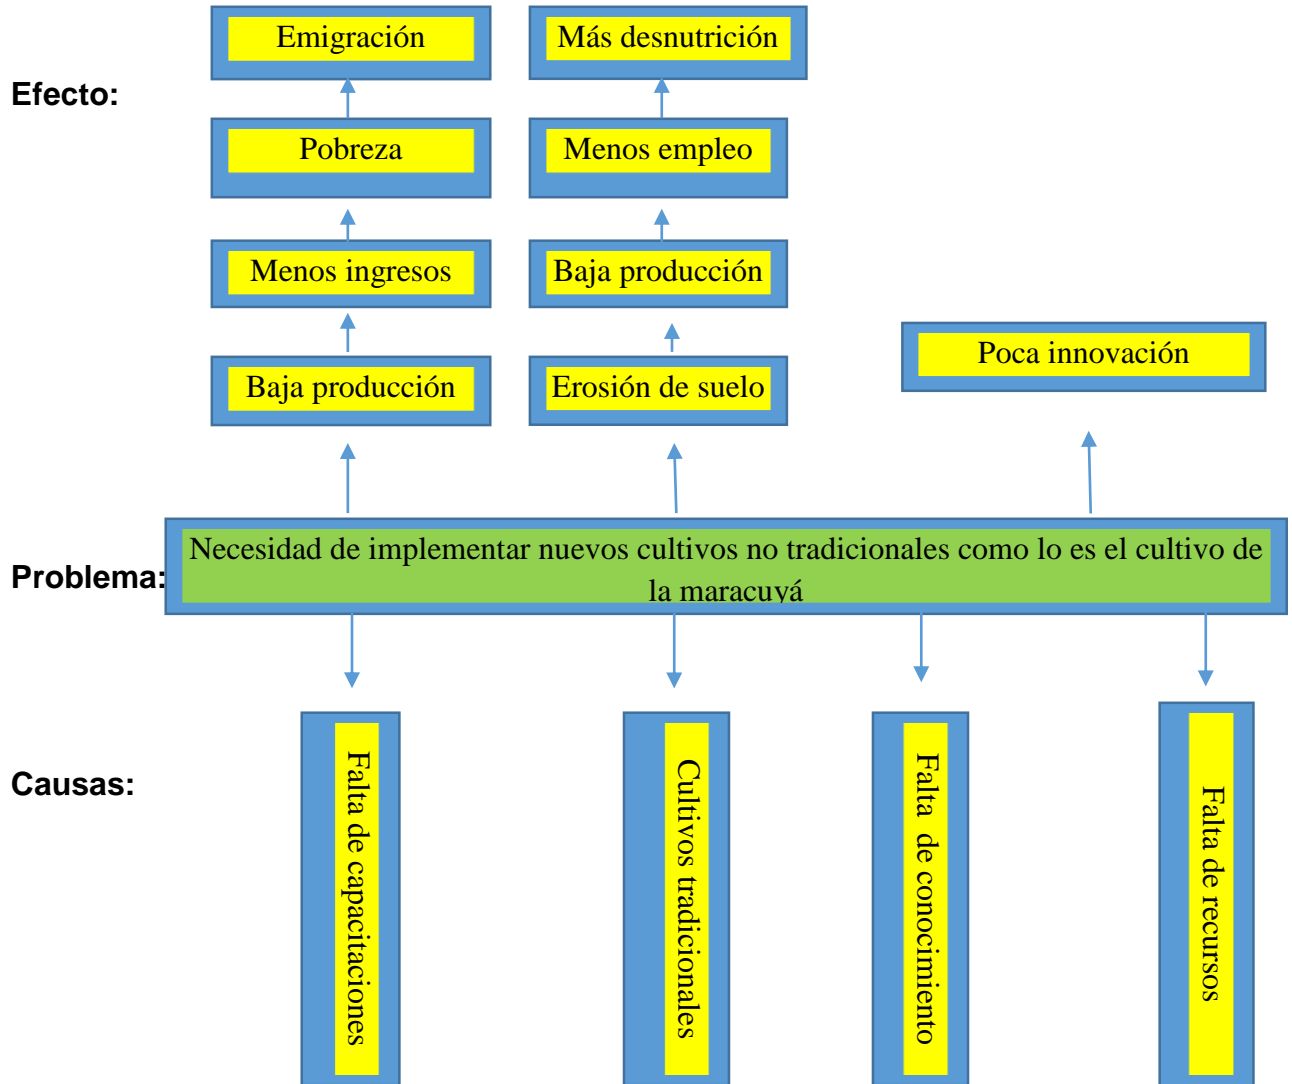 Emigración
Más desnutrición
Efecto:
Pobreza
Menos empleo
Menos ingresos
Baja producción
Poca innovación
Baja producción
Erosión de suelo
Necesidad de implementar nuevos cultivos no tradicionales como lo es el cultivo de
la maracuyá
Problema:
Causas:
Falta de capacitaciones
Cultivos tradicionales
Falta  de conocimiento
Falta de recursos